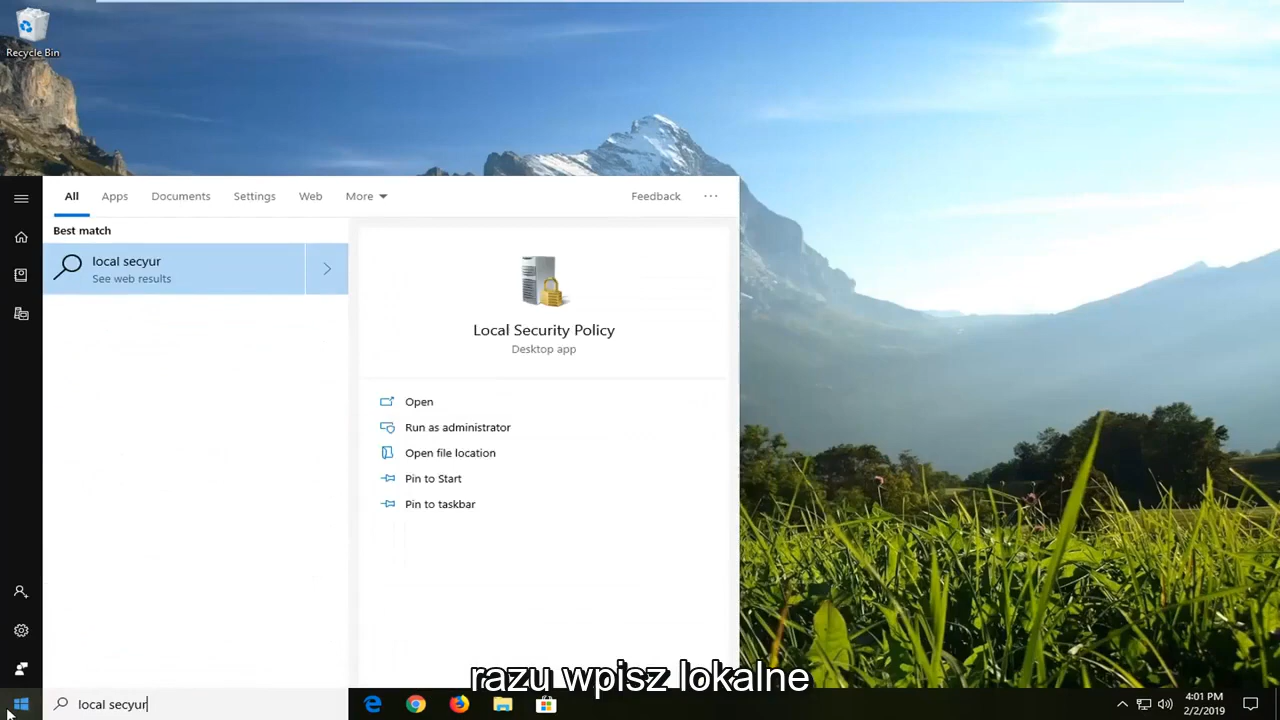 Recycle Bin
All Apps Documents Settings Web More Feedback ...
Best match
local secyur
See web results
Local Security Policy
Desktop app
Open
Run as administrator
Open file location
Pin to Start
Pin to taskbar
razu wpisz lokalne
local secyur
4:01 PM
2/2/2019